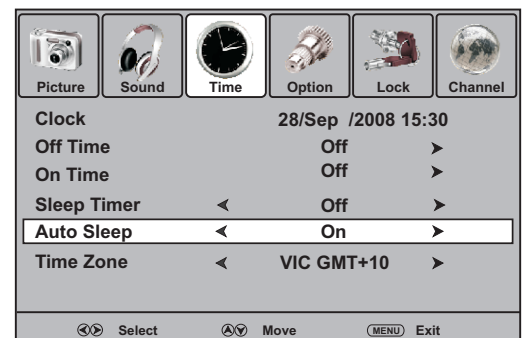 Picture Sound Time Option Lock Channel
Clock 28/Sep /2008 15:30
Off Time Off
On Time Off
Sleep Timer Off
Auto Sleep On
Time Zone VIC GMT+10
Select Move MENU Exit